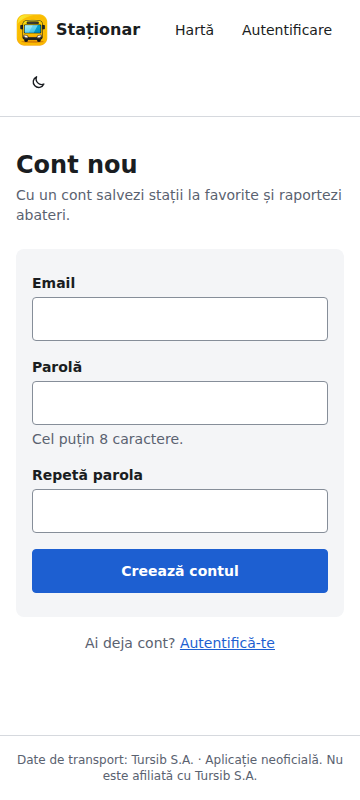 Staționar Hartă Autentificare
Cont nou
Cu un cont salvezi stații la favorite și raportezi
abateri.
Email
Parolă
Cel puțin 8 caractere.
Repetă parola
Creează contul
Ai deja cont? Autentifică-te
Date de transport: Tursib S.A. · Aplicație neoficială. Nu
este afiliată cu Tursib S.A.